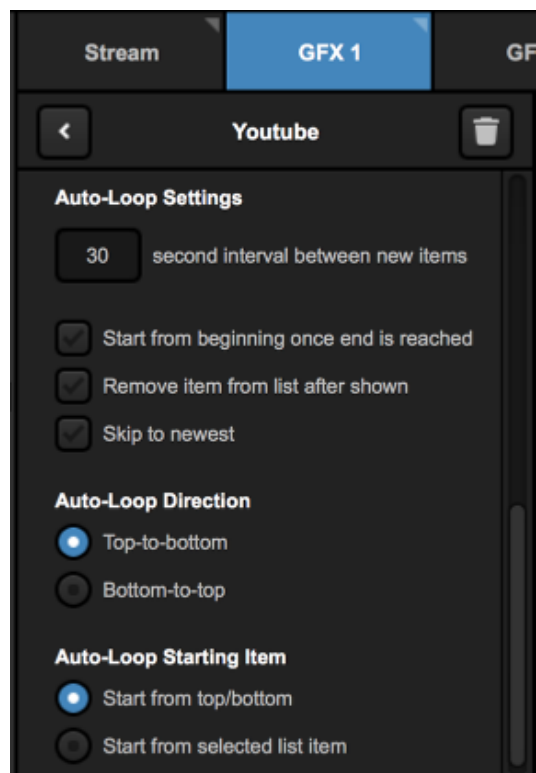 Stream
GFX 1
GF
Youtube
Auto-Loop Settings
30 second interval between new items
Start from beginning once end is reached
Remove item from list after shown
Skip to newest
Auto-Loop Direction
Top-to-bottom
Bottom-to-top
Auto-Loop Starting Item
Start from top/bottom
Start from selected list item